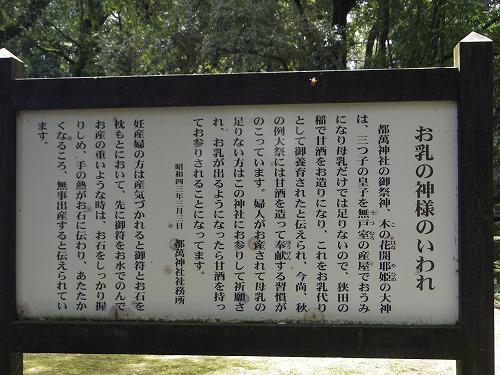 お乳の神様のいわれ
都萬神社の御祭神、木の花開耶姫の大神
は、三つ子の皇子を無戸室の産屋でおうみ
になり母乳だけでは足りないので、狭田の
稲で甘酒をお造りになり、これをお乳代り
として御養育されたと伝えられ、今尚、秋
の例大祭には甘酒を造って奉献する習慣が
のこっています。婦人がお産されて母乳の
足りない方はこの神社にお参りして祈願さ
れ、お乳が出るようになったら甘酒を持っ
てお参りされることになってます。
昭和四三年三月三日 都萬神社社務所
妊産婦の方は産気づかれると御符とお石を
枕もとにおいて、先に御符をお水でのんで
お産の重いような時は、お石をしっかり握
りしめ、手の熱がお石に伝わり、あたたか
くなるころ、無事出産すると伝えられてい
ます。